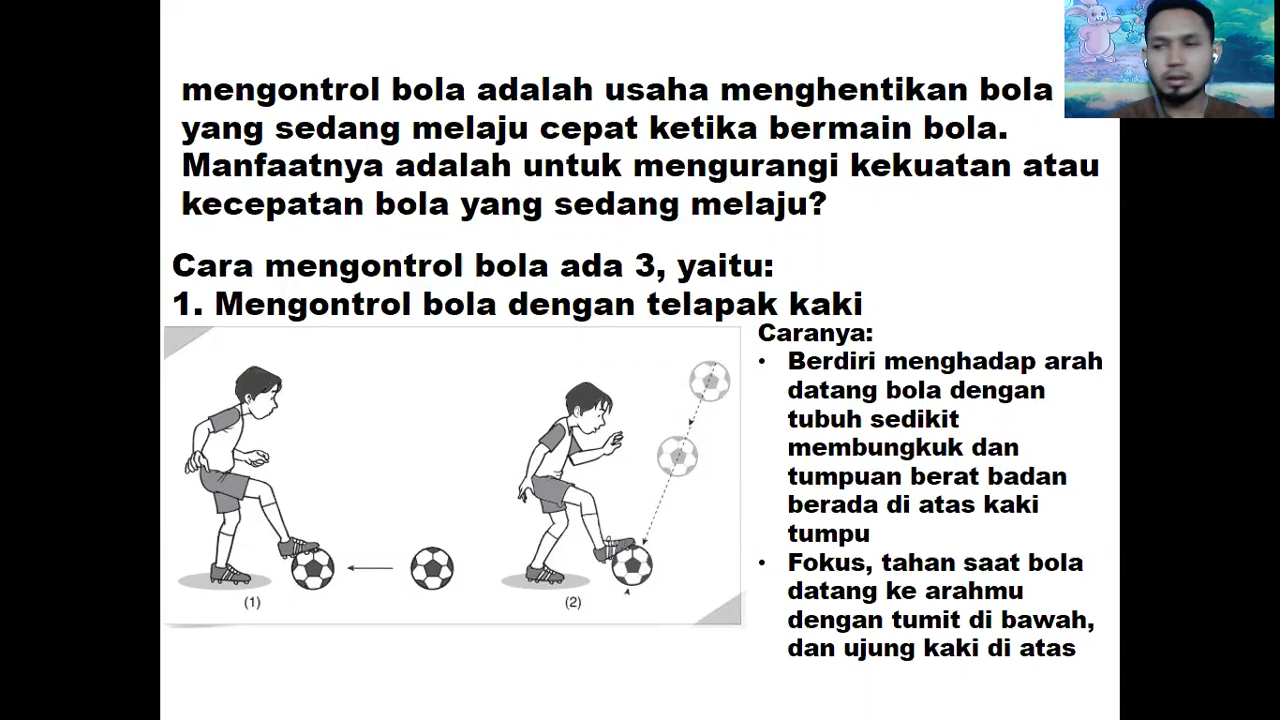 mengontrol bola adalah usaha menghentikan bola
yang sedang melaju cepat ketika bermain bola.
Manfaatnya adalah untuk mengurangi kekuatan atau
kecepatan bola yang sedang melaju?
Cara mengontrol bola ada 3, yaitu:
1. Mengontrol bola dengan telapak kaki
Caranya:
• Berdiri menghadap arah
datang bola dengan
tubuh sedikit
membungkuk dan
tumpuan berat badan
berada di atas kaki
tumpu
• Fokus, tahan saat bola
datang ke arahmu
dengan tumit di bawah,
dan ujung kaki di atas
(1)
(2)